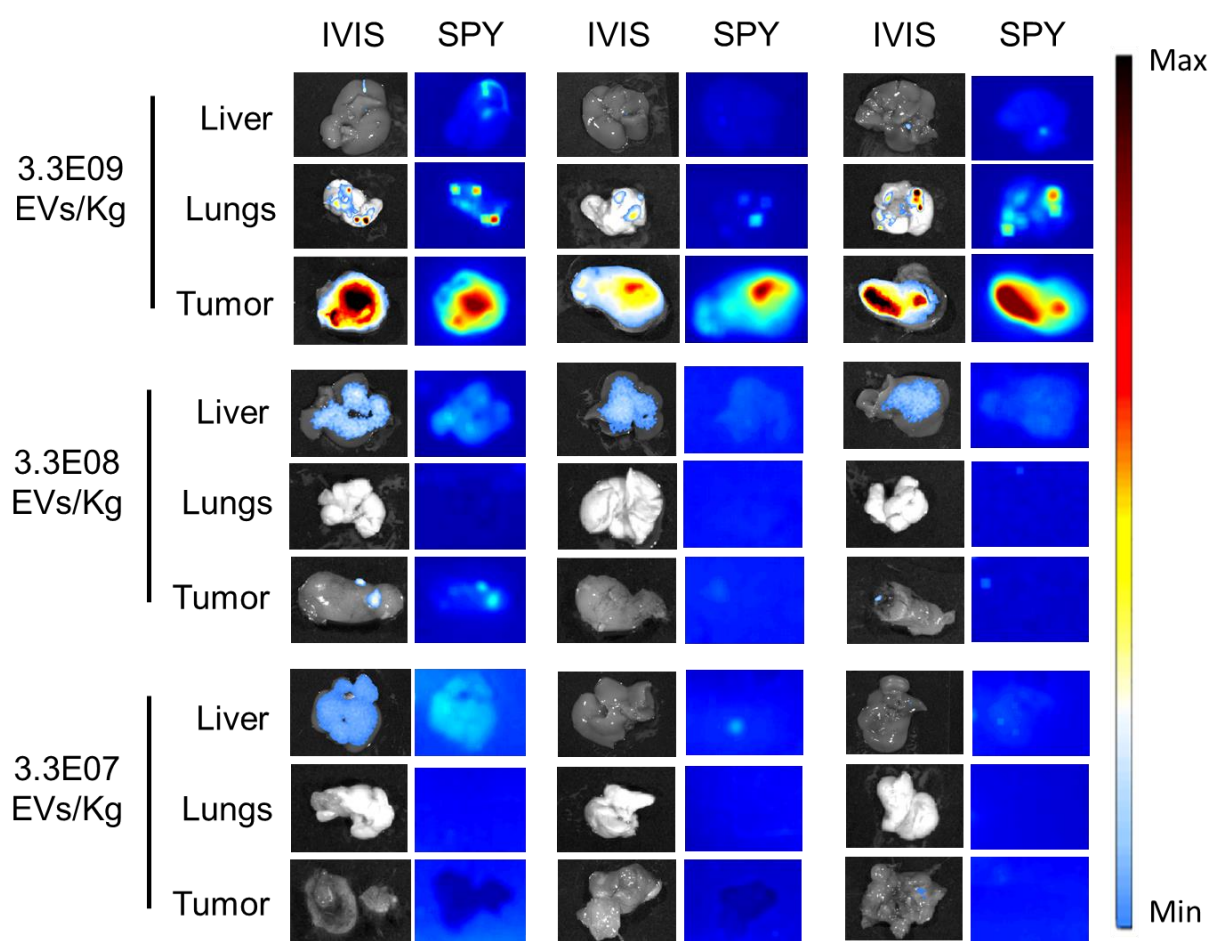 IVIS SPY IVIS SPY IVIS SPY
Max
Liver
3.3E09
EVs/Kg
Lungs
Tumor
Liver
3.3E08
EVs/Kg
Lungs
Tumor
Liver
3.3E07
EVs/Kg
Lungs
Tumor
Min